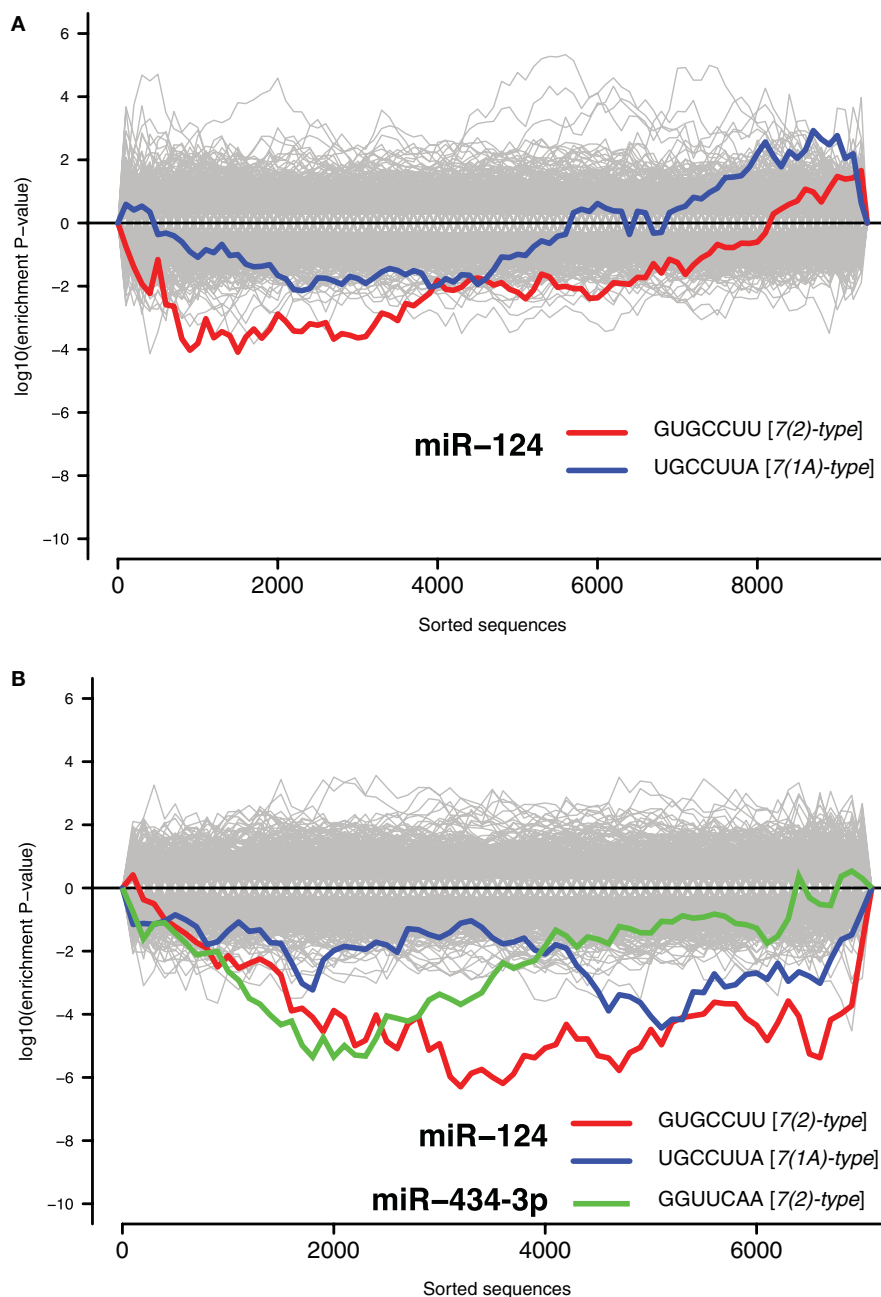 A
log10(enrichment P−value)
6
4
2
0
−2
−4
−6
−8
−10
miR−124
GUGCCUU [7(2)-type]
UGCCUUA [7(1A)-type]
0 2000 4000 6000 8000
Sorted sequences
B
log10(enrichment P−value)
6
4
2
0
−2
−4
−6
−8
−10
miR−124
GUGCCUU [7(2)-type]
UGCCUUA [7(1A)-type]
miR−434-3p GGUUCAA [7(2)-type]
0 2000 4000 6000
Sorted sequences